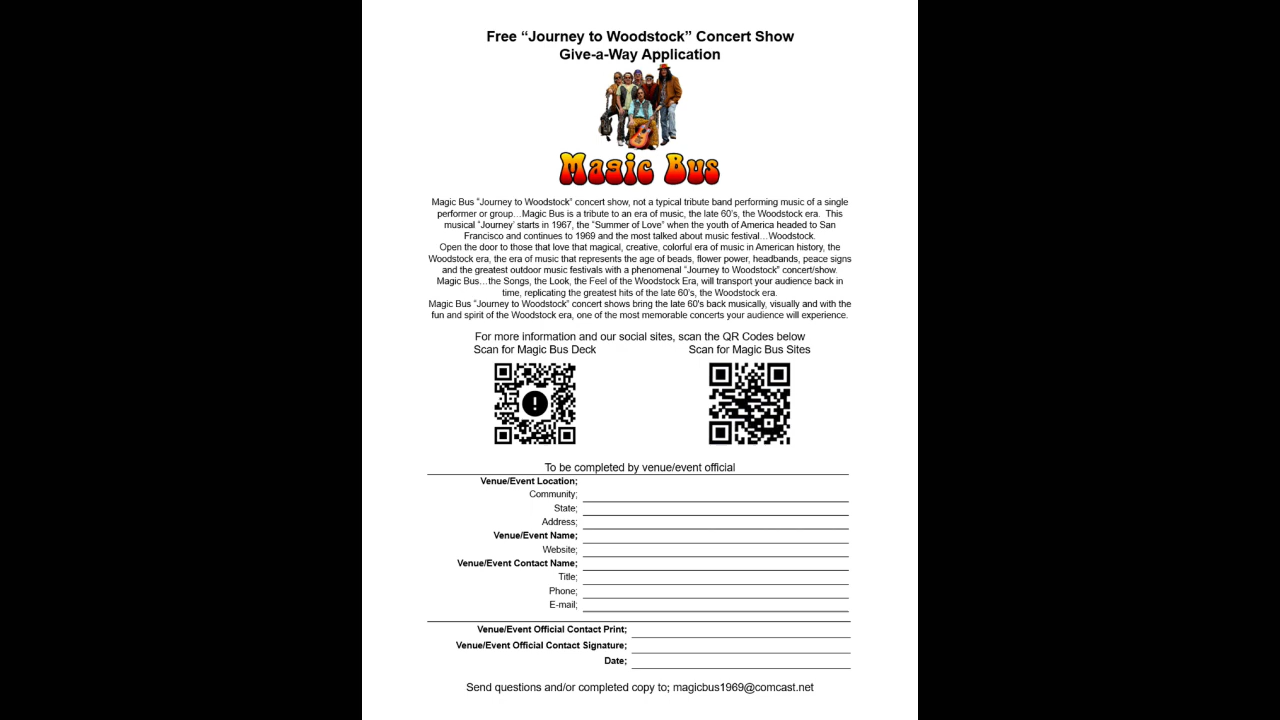 Free “Journey to Woodstock” Concert Show
Give-a-Way Application
Magic Bus
Magic Bus "Journey to Woodstock" concert show, not a typical tribute band performing music of a single
performer or group…Magic Bus is a tribute to an era of music, the late 60's, the Woodstock era.  This
musical "Journey' starts in 1967, the "Summer of Love" when the youth of America headed to San
Francisco and continues to 1969 and the most talked about music festival…Woodstock.
Open the door to those that love that magical, creative, colorful era of music in American history, the
Woodstock era, the era of music that represents the age of beads, flower power, headbands, peace signs
and the greatest outdoor music festivals with a phenomenal "Journey to Woodstock" concert/show.
Magic Bus…the Songs, the Look, the Feel of the Woodstock Era, will transport your audience back in
time, replicating the greatest hits of the late 60's, the Woodstock era.
Magic Bus "Journey to Woodstock" concert shows bring the late 60's back musically, visually and with the
fun and spirit of the Woodstock era, one of the most memorable concerts your audience will experience.
For more information and our social sites, scan the QR Codes below
Scan for Magic Bus Deck
Scan for Magic Bus Sites
To be completed by venue/event official
Venue/Event Location;
Community;
State;
Address;
Venue/Event Name;
Website;
Venue/Event Contact Name;
Title;
Phone;
E-mail;
Venue/Event Official Contact Print;
Venue/Event Official Contact Signature;
Date;
Send questions and/or completed copy to; magicbus1969@comcast.net